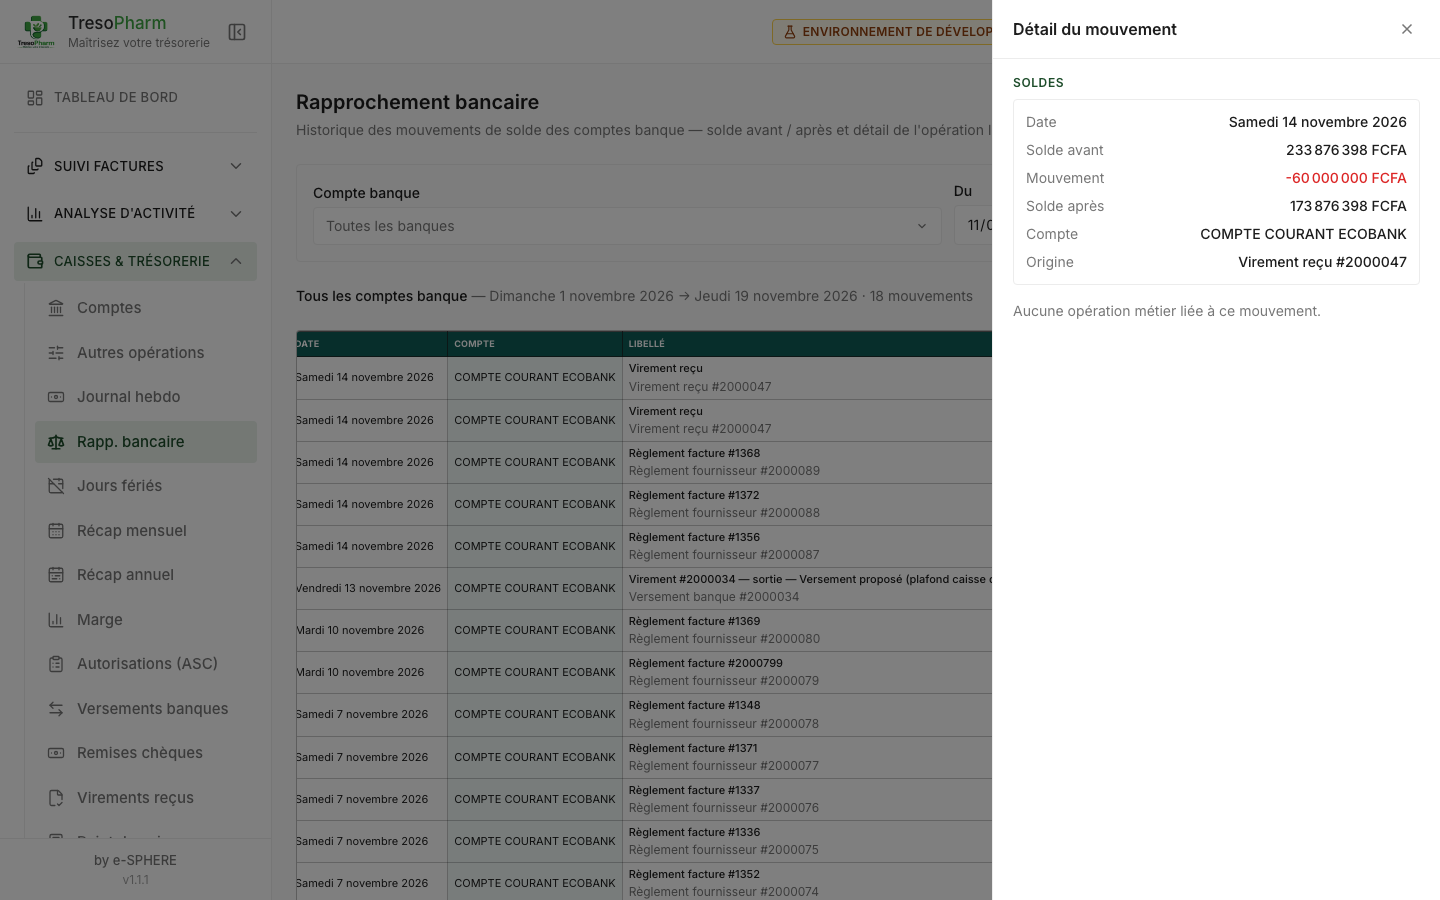 TresoPharm
Maîtrisez votre trésorerie
TABLEAU DE BORD
SUIVI FACTURES
ANALYSE D'ACTIVITÉ
CAISSES & TRÉSORERIE
Comptes
Autres opérations
Journal hebdo
Rapp. bancaire
Jours fériés
Récap mensuel
Récap annuel
Marge
Autorisations (ASC)
Versements banques
Remises chèques
Virements reçus
by e-SPHERE
v1.1.1
ENVIRONNEMENT DE DÉVELOP
Rapprochement bancaire
Historique des mouvements de solde des comptes banque — solde avant / après et détail de l'opération
Compte banque
Toutes les banques
Du
11/0
Tous les comptes banque — Dimanche 1 novembre 2026 → Jeudi 19 novembre 2026 · 18 mouvements
DATE COMPTE LIBELLÉ
Samedi 14 novembre 2026 COMPTE COURANT ECOBANK Virement reçu
Virement reçu #2000047
Samedi 14 novembre 2026 COMPTE COURANT ECOBANK Virement reçu
Virement reçu #2000047
Samedi 14 novembre 2026 COMPTE COURANT ECOBANK Règlement facture #1368
Règlement fournisseur #2000089
Samedi 14 novembre 2026 COMPTE COURANT ECOBANK Règlement facture #1372
Règlement fournisseur #2000088
Samedi 14 novembre 2026 COMPTE COURANT ECOBANK Règlement facture #1356
Règlement fournisseur #2000087
Vendredi 13 novembre 2026 COMPTE COURANT ECOBANK Virement #2000034 — sortie — Versement proposé (plafond caisse
Versement banque #2000034
Mardi 10 novembre 2026 COMPTE COURANT ECOBANK Règlement facture #1369
Règlement fournisseur #2000080
Mardi 10 novembre 2026 COMPTE COURANT ECOBANK Règlement facture #2000799
Règlement fournisseur #2000079
Samedi 7 novembre 2026 COMPTE COURANT ECOBANK Règlement facture #1348
Règlement fournisseur #2000078
Samedi 7 novembre 2026 COMPTE COURANT ECOBANK Règlement facture #1371
Règlement fournisseur #2000077
Samedi 7 novembre 2026 COMPTE COURANT ECOBANK Règlement facture #1337
Règlement fournisseur #2000076
Samedi 7 novembre 2026 COMPTE COURANT ECOBANK Règlement facture #1336
Règlement fournisseur #2000075
Samedi 7 novembre 2026 COMPTE COURANT ECOBANK Règlement facture #1352
Règlement fournisseur #2000074
Détail du mouvement
SOLDES
Date Samedi 14 novembre 2026
Solde avant 233 876 398 FCFA
Mouvement -60 000 000 FCFA
Solde après 173 876 398 FCFA
Compte COMPTE COURANT ECOBANK
Origine Virement reçu #2000047
Aucune opération métier liée à ce mouvement.